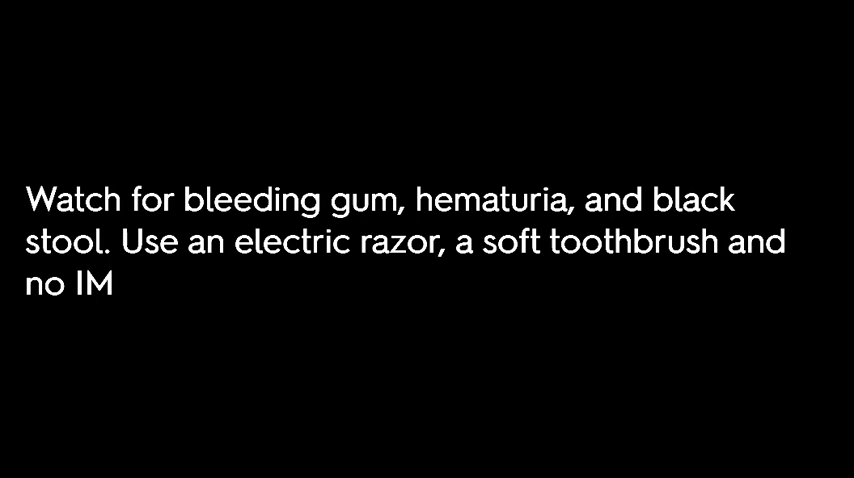 Watch for bleeding gum, hematuria, and black
stool. Use an electric razor, a soft toothbrush and
no IM